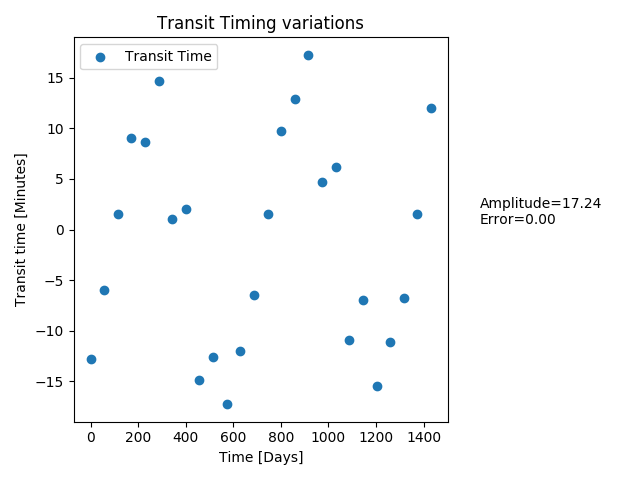 Transit Timing variations
Transit Time
15
10
5
0
−5
−10
−15
Transit time [Minutes]
0 200 400 600 800 1000 1200 1400
Time [Days]
Amplitude=17.24
Error=0.00